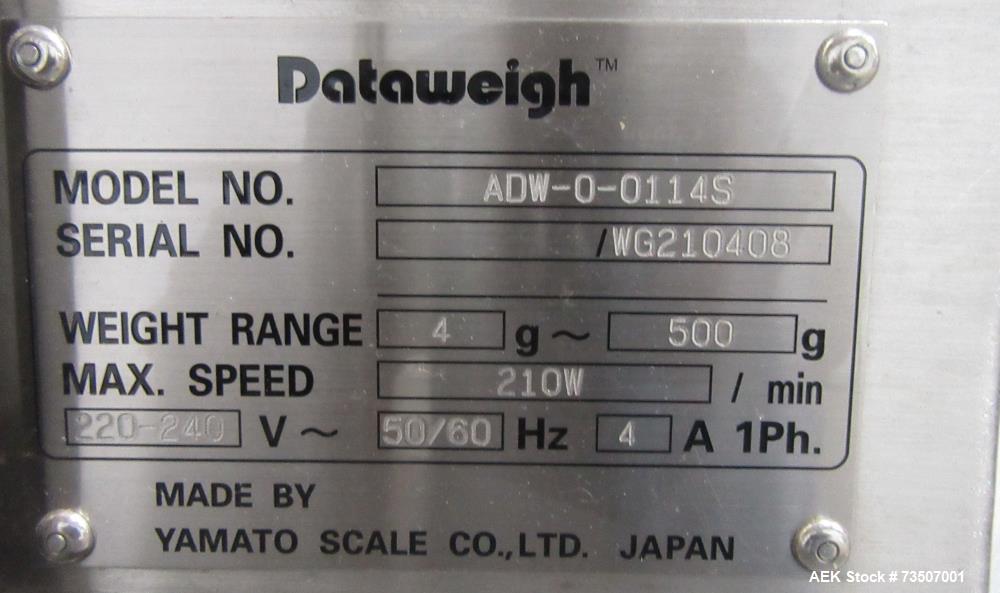 Dataweigh™
MODEL NO. ADW-0-0114S
SERIAL NO. /WG210408
WEIGHT RANGE 4 g ~ 500 g
MAX. SPEED 210W / min
220-240 V ~ 50/60 Hz 4 A 1Ph.
MADE BY
YAMATO SCALE CO.,LTD. JAPAN
AEK Stock # 73507001